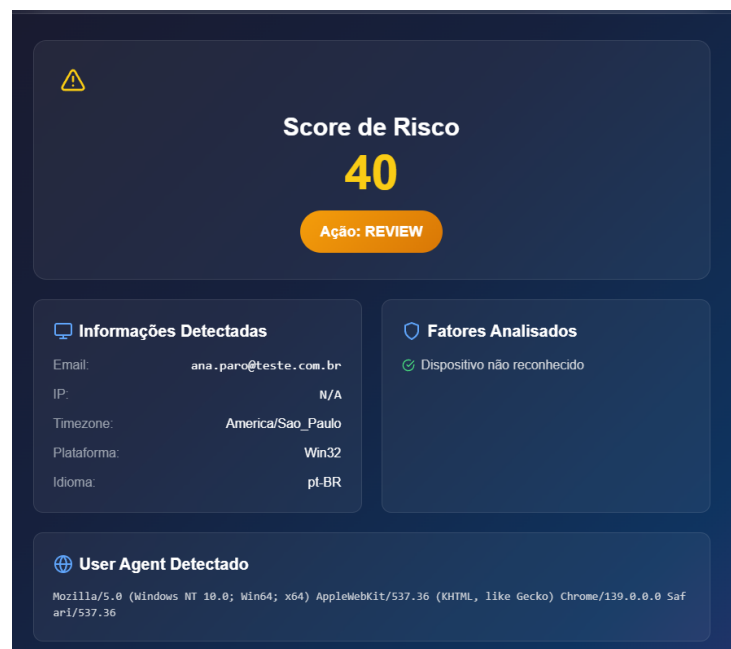 Score de Risco
40
Ação: REVIEW
Informações Detectadas
Email: ana.paro@teste.com.br
IP: N/A
Timezone: America/Sao_Paulo
Plataforma: Win32
Idioma: pt-BR
Fatores Analisados
Dispositivo não reconhecido
User Agent Detectado
Mozilla/5.0 (Windows NT 10.0; Win64; x64) AppleWebKit/537.36 (KHTML, like Gecko) Chrome/139.0.0.0 Saf
ari/537.36